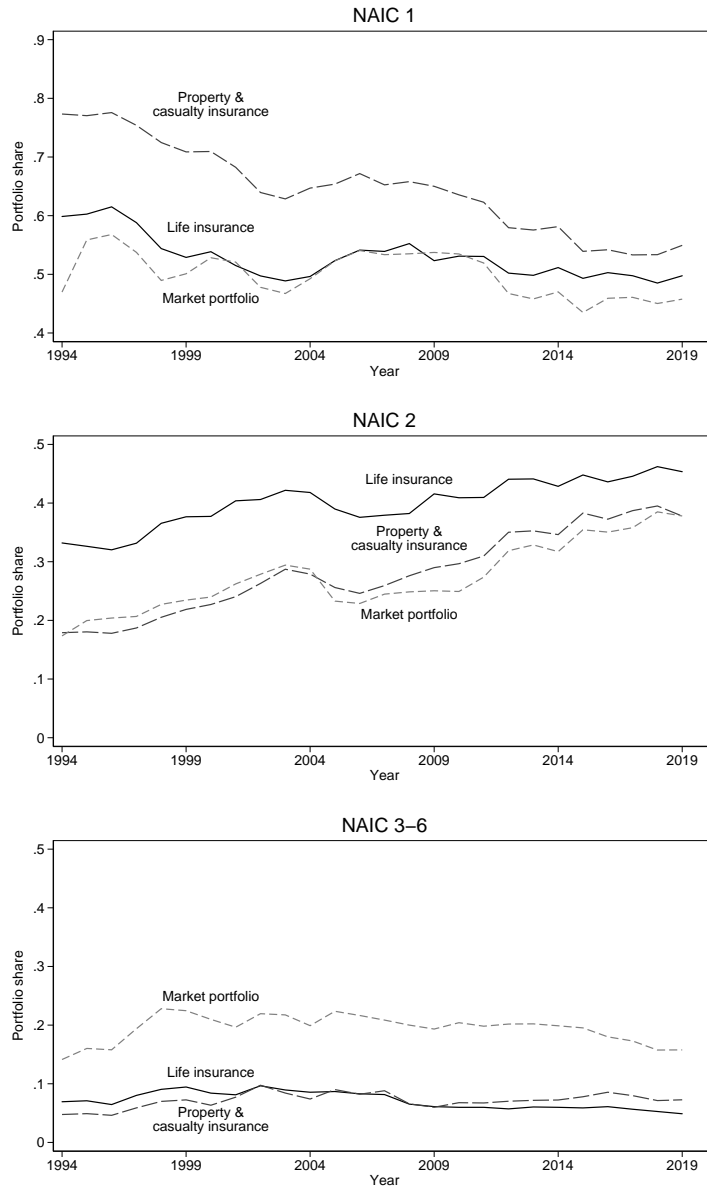 NAIC 1
.9
.8
.7
.6
.5
.4
Portfolio share
Property &
casualty insurance
Life insurance
Market portfolio
1994 1999 2004 2009 2014 2019
Year
NAIC 2
.5
.4
.3
.2
.1
0
Portfolio share
Life insurance
Property &
casualty insurance
Market portfolio
1994 1999 2004 2009 2014 2019
Year
NAIC 3–6
.5
.4
.3
.2
.1
0
Portfolio share
Market portfolio
Life insurance
Property &
casualty insurance
1994 1999 2004 2009 2014 2019
Year